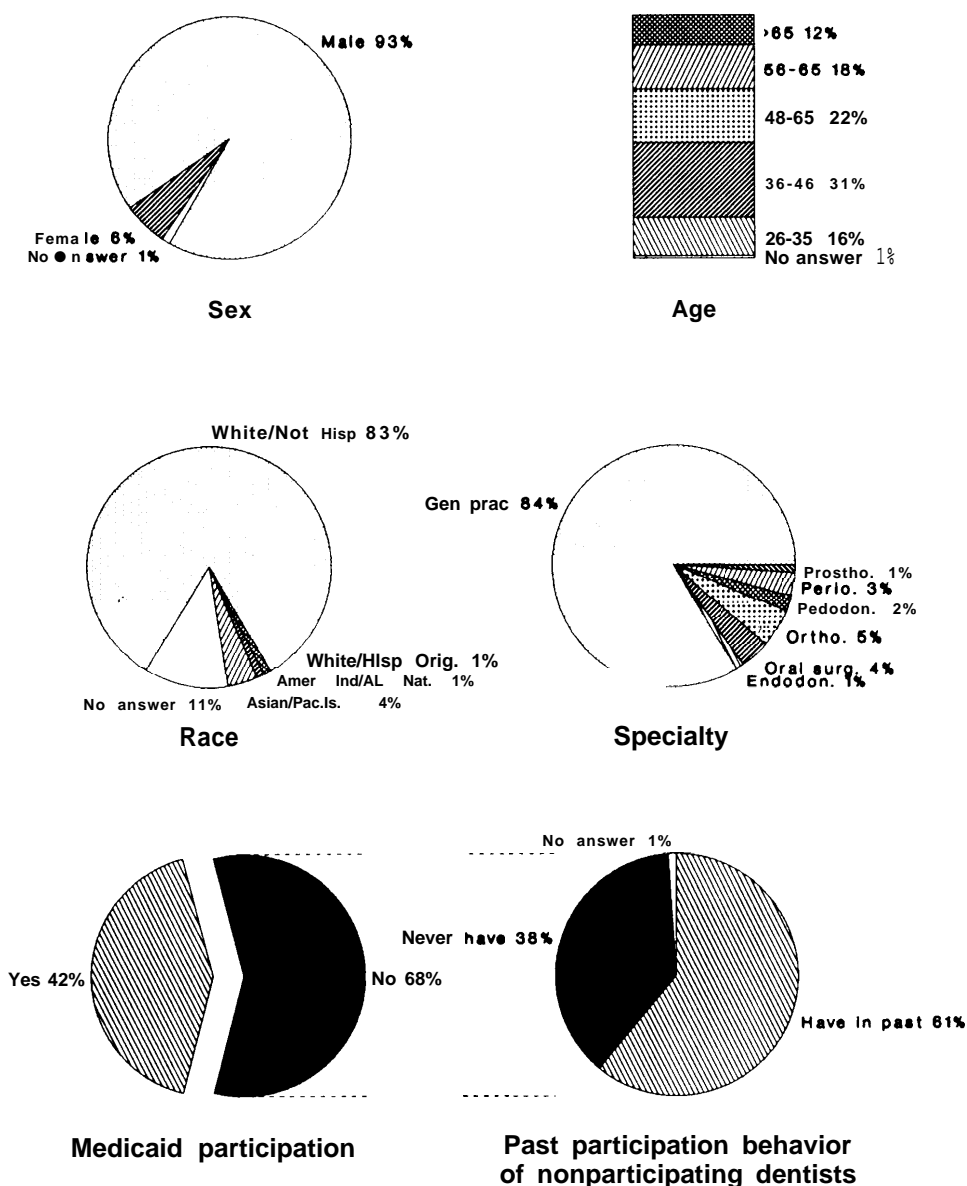 Male 93%
Female 6%
No ●nswer 1%
Sex
>65 12%
56-65 18%
48-65 22%
36-46 31%
26-35 16%
No answer 1%
Age
White/Not Hisp 83%
White/HIsp Orig. 1%
Amer Ind/AL Nat. 1%
Asian/Pac.Is. 4%
No answer 11%
Race
Gen prac 84%
Prostho. 1%
Perio. 3%
Pedodon. 2%
Ortho. 5%
Oral surg. 4%
Endodon. 1%
Specialty
Yes 42%
No 68%
Medicaid participation
No answer 1%
Never have 38%
Have in past 61%
Past participation behavior
of nonparticipating dentists